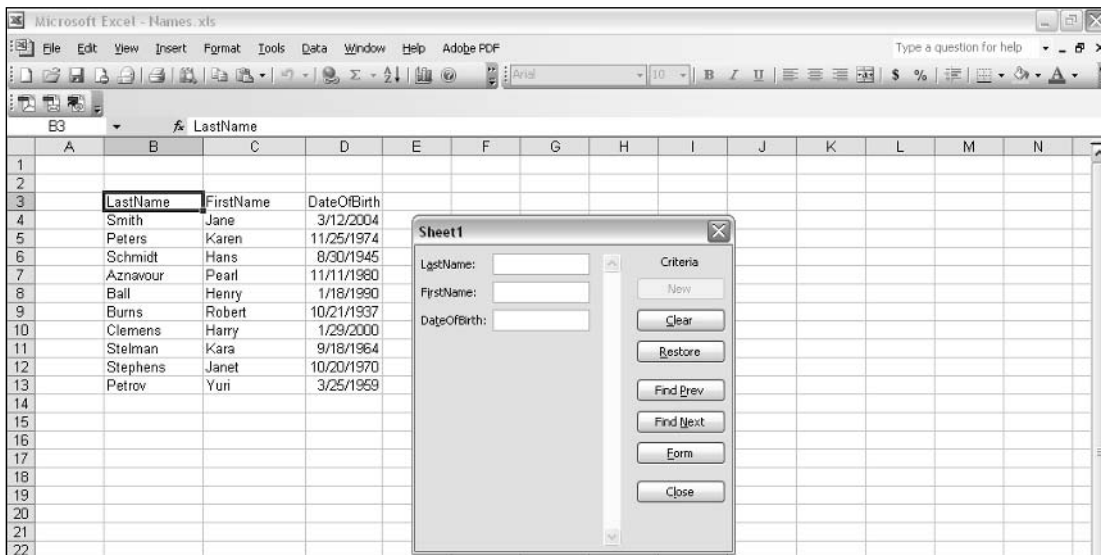 Microsoft Excel - Names.xls
File Edit View Insert Format Tools Data Window Help Adobe PDF Type a question for help
Arial 10 B I U $ %
B3 fx LastName
A B C D E F G H I J K L M N
1
2
3 LastName FirstName DateOfBirth
4 Smith Jane 3/12/2004
5 Peters Karen 11/25/1974
6 Schmidt Hans 8/30/1945
7 Aznavour Pearl 11/11/1980
8 Ball Henry 1/18/1990
9 Burns Robert 10/21/1937
10 Clemens Harry 1/29/2000
11 Stelman Kara 9/18/1964
12 Stephens Janet 10/20/1970
13 Petrov Yuri 3/25/1959
14
15
16
17
18
19
20
21
22
Sheet1
LastName: Criteria
FirstName: New
DateOfBirth: Clear
Restore
Find Prev
Find Next
Form
Close